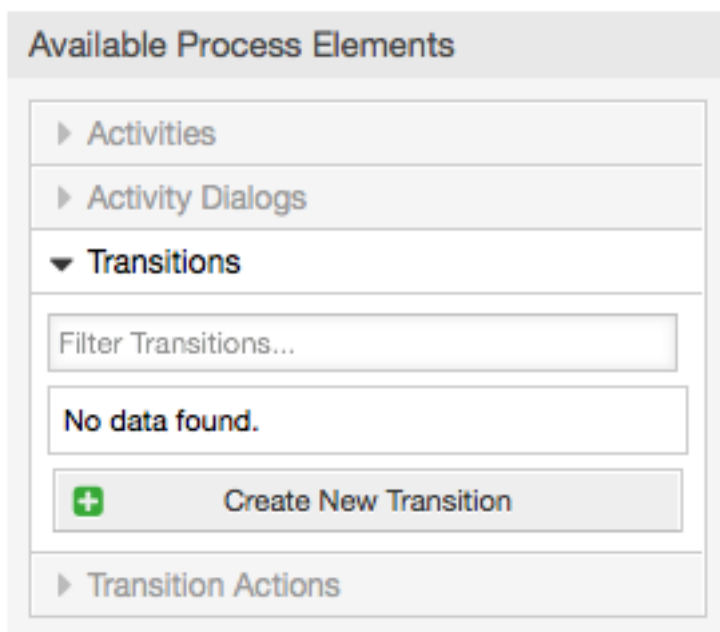 Available Process Elements
Activities
Activity Dialogs
Transitions
Filter Transitions...
No data found.
Create New Transition
Transition Actions